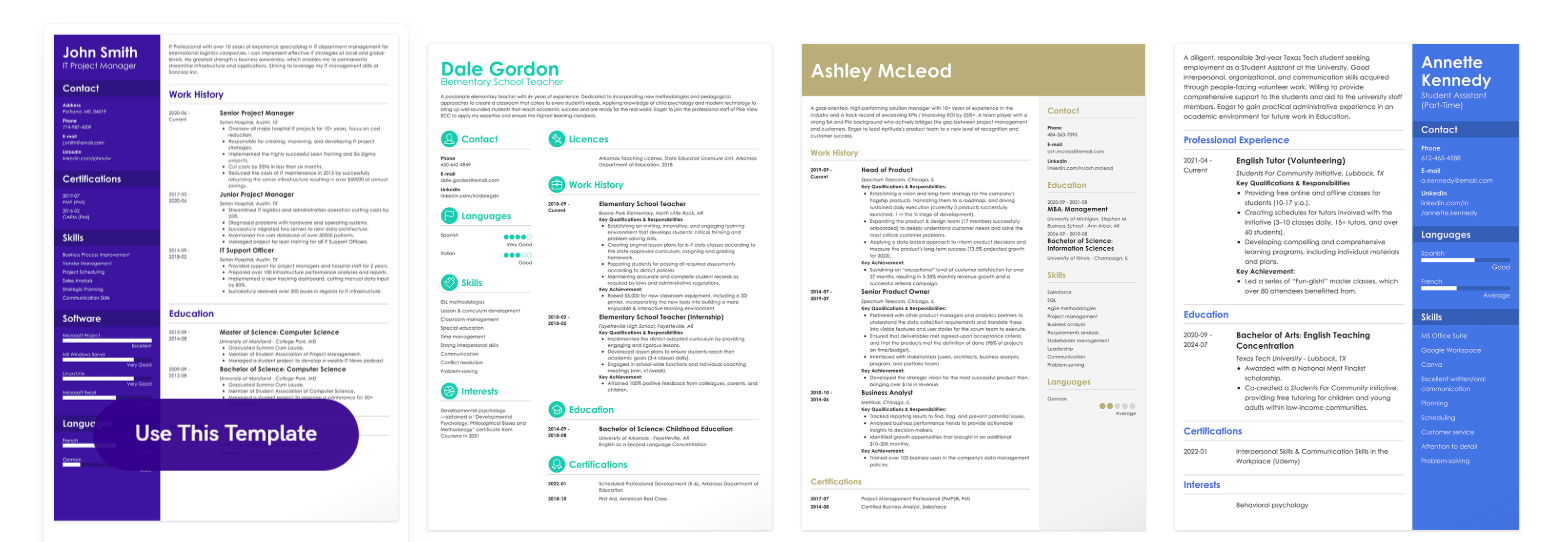 John Smith
IT Project Manager
Contact
Address
Portland, ME, 04019
Phone
774-987-4009
E-mail
j.smith@email.com
LinkedIn
linkedin.com/johnutw
Certifications
2019-07
PMP (PMI)
2016-02
CAPM (PMI)
Skills
Business Process Improvement
Vendor Management
Project Scheduling
Sales Analysis
Strategic Planning
Communication Skills
Software
Microsoft Project
Excellent
MS Windows Server
Very Good
Linux/Unix
Very Good
Microsoft Excel
French
German
IT Professional with over 10 years of experience specializing in IT department management for
international logistics companies. I can implement effective IT strategies at local and global
levels. My greatest strength is business awareness, which enables me to permanently
streamline infrastructure and applications. Striving to leverage my IT management skills at
Sancorp Inc.
Work History
2020-06 -
Current
Senior Project Manager
Seton Hospital, Austin, TX
Oversaw all major hospital IT projects for 10+ years, focus on cost
reduction.
Responsible for creating, improving, and developing IT project
strategies.
Implemented the highly successful Lean Training and Six Sigma
projects.
Cut costs by 32% in less than six months.
Reduced the costs of IT maintenance in 2015 by successfully
rebuilding the server infrastructure resulting in over $50000 of annual
savings.
2017-02 -
2020-06
Junior Project Manager
Seton Hospital, Austin, TX
Streamlined IT logistics and administration operation cutting costs by
25%.
Diagnosed problems with hardware and operating systems.
Successfully migrated two servers to new data architecture.
Maintained the user database of over 30000 patients.
Managed project for lean training for all IT Support Officers.
2014-09 -
2018-02
IT Support Officer
Seton Hospital, Austin, TX
Provided support for project managers and hospital staff for 2 years.
Prepared over 100 infrastructure performance analyses and reports.
Implemented a new tracking dashboard, cutting manual data input
by 80%.
Successfully resolved over 200 issues in regards to IT infrastructure.
Education
2013-09 -
2014-08
Master of Science: Computer Science
University of Maryland - College Park, MD
Graduated Summa Cum Laude.
Member of Student Association of Project Management.
Managed a student project to develop a weekly IT News podcast.
2009-09 -
2012-08
Bachelor of Science: Computer Science
University of Maryland - College Park, MD
Graduated Summa Cum Laude.
Member of Student Association of Computer Science.
Managed a student project to organize a conference for 50+
Use This Template
Dale Gordon
Elementary School Teacher
A passionate elementary teacher with 4+ years of experience. Dedicated to incorporating new methodologies and pedagogical
approaches to create a classroom that caters to every student's needs. Applying knowledge of child psychology and modern technology to
bring up well-rounded students that reach academic success and are ready for the real world. Eager to join the professional staff of Pike View
ECC to apply my expertise and ensure the highest learning standards.
Contact
Phone
650-642-4849
E-mail
dale.gordon@email.com
LinkedIn
linkedin.com/in/dalegdn
Languages
Spanish
Very Good
Italian
Good
Skills
ESL methodologies
Lesson & curriculum development
Classroom management
Special education
Time management
Strong interpersonal skills
Communication
Conflict resolution
Problem-solving
Interests
Developmental psychology
—obtained a "Developmental
Psychology: Philosophical Bases and
Methodology" certificate from
Coursera in 2021
Licences
Arkansas Teaching License, State Educator Licensure Unit, Arkansas
Department of Education, 2018
Work History
2018-09 -
Current
Elementary School Teacher
Boone Park Elementary, North Little Rock, AR
Key Qualifications & Responsibilities:
Establishing an inviting, innovative, and engaging learning
environment that develops students' critical thinking and
problem-solving skills.
Creating original lesson plans for 6-7 daily classes according to
the state-approved curriculum, assigning and grading
homework.
Preparing students for passing all required assessments
according to district policies
Maintaining accurate and complete student records as
required by laws and administrative regulations.
Key Achievement:
Raised $5,000 for new classroom equipment, including a 3D
printer, incorporating the new tools into building a more
inclusive environment.
2018-02 -
2018-05
Elementary School Teacher (Internship)
Fayetteville High School, Fayetteville, AR
Key Qualifications & Responsibilities:
Implemented the district-adopted curriculum by providing
engaging and rigorous lessons.
Developed lesson plans to ensure students reach their
academic goals (3-4 classes daily).
Engaged in school-wide functions and individual coaching
meetings (min. x1/week).
Key Achievement:
Attained 100% positive feedback from colleagues, parents, and
children.
Education
2014-09 -
2018-08
Bachelor of Science: Childhood Education
University of Arkansas - Fayetteville, AR
English as a Second Language Concentration
Certifications
2022-01
Scheduled Professional Development (K-6), Arkansas Department of
Education
2018-10
First Aid, American Red Cross
Ashley McLeod
A goal-oriented, high-performing solution manager with 10+ years of experience in the
industry and a track record of exceeding KPIs / improving ROI by 250%+. A team player with a
strong BA and PM background who actively bridges the gap between project management
and customers. Eager to lead Aptitude's product team to a new level of recognition and
customer success.
Work History
2019-09 -
Current
Head of Product
Spectrum Telecom, Chicago, IL
Key Qualifications & Responsibilities:
Establishing a vision and long-term strategy for the company's
flagship products, translating them to a roadmap, and driving
sustained daily execution (currently 3 products successfully
launched, 1 in the ¾ stage of development).
Expanding the product & design team (17 members successfully
onboarded) to deeply understand customer needs and solve the
most critical customer problems.
Applying a data-based approach to inform product decisions and
measure the product's long-term success (13.5% projected growth
in 2022).
Key Achievement:
Sustaining an "exceptional" level of customer satisfaction for over
27 months, resulting in 3-35% average revenue growth and a
successful referral campaign.
2014-07 -
2019-09
Senior Product Owner
Spectrum Telecom, Chicago, IL
Key Qualifications & Responsibilities:
Partnered with other product managers and analytics partners to
understand the data collection requirements and translate these
into viable features and user stories for the scrum team to execute.
Ensured that deliverables met agreed-upon acceptance criteria
and that the products met the definition of done (98% of projects
on time/budget).
Interfaced with stakeholders (users, architects, business analysts,
program, and portfolio team).
Key Achievement:
Developed the strategic vision for the most successful product then,
bringing over $11M in revenue
2010-10 -
2014-06
Business Analyst
Metrical, Chicago, IL
Key Qualifications & Responsibilities:
Tracked reporting results to find, flag, and prevent potential issues.
Analysed business performance trends to provide actionable
insights to decision-makers.
Identified growth opportunities that brought in an additional
$10-20K monthly.
Key Achievement:
Trained over 100 business users in the company's data management
policies.
Certifications
2017-07
Project Management Professional (PMP)®, PMI
2014-08
Certified Business Analyst, Salesforce
Contact
Phone
484-363-7095
E-mail
ash.mcleod@email.com
LinkedIn
linkedin.com/in/ash.mcleod
Education
2020-09 - 2021-08
MBA: Management
University of Michigan, Stephen M.
Business School - Ann Arbor, MI
2006-09 - 2010-08
Bachelor of Science:
Information Sciences
University of Illinois - Champaign, IL
Skills
Salesforce
SQL
Agile methodologies
Project management
Business analysis
Requirements analysis
Stakeholder management
Leadership
Communication
Problem-solving
Languages
German
Average
A diligent, responsible 3rd-year Texas Tech student seeking
employment as a Student Assistant at the University. Good
interpersonal, organizational, and communication skills acquired
through people-facing volunteer work. Willing to provide
comprehensive support to the students and aid to the university staff
members. Eager to gain practical administrative experience in an
academic environment for future work in Education.
Professional Experience
2021-04 -
Current
English Tutor (Volunteering)
Students For Community Initiative, Lubbock, TX
Key Qualifications & Responsibilities
Providing free online and offline classes for
students (10-17 y.o.).
Creating schedules for tutors involved with the
initiative (3–10 classes daily, 15+ tutors, and over
60 students).
Developing compelling and comprehensive
learning programs, including individual materials
and plans.
Key Achievement:
Led a series of "Fun-glish!" master classes, which
over 80 attendees benefitted from.
Education
2020-09 -
2024-07
Bachelor of Arts: English Teaching
Concentration
Texas Tech University - Lubbock, TX
Awarded with a National Merit Finalist
scholarship.
Co-created a Students For Community initiative,
providing free tutoring for children and young
adults within low-income communities.
Certifications
2022-01
Interpersonal Skills & Communication Skills in the
Workplace (Udemy)
Interests
Behavioral psychology
Annette
Kennedy
Student Assistant
(Part-Time)
Contact
Phone
612-465-4588
E-mail
a.kennedy@email.com
LinkedIn
linkedin.com/in
/annette.kennedy
Languages
Spanish
Good
French
Average
Skills
MS Office Suite
Google Workspace
Canva
Excellent written/oral
communication
Planning
Scheduling
Customer service
Attention to detail
Problem-solving